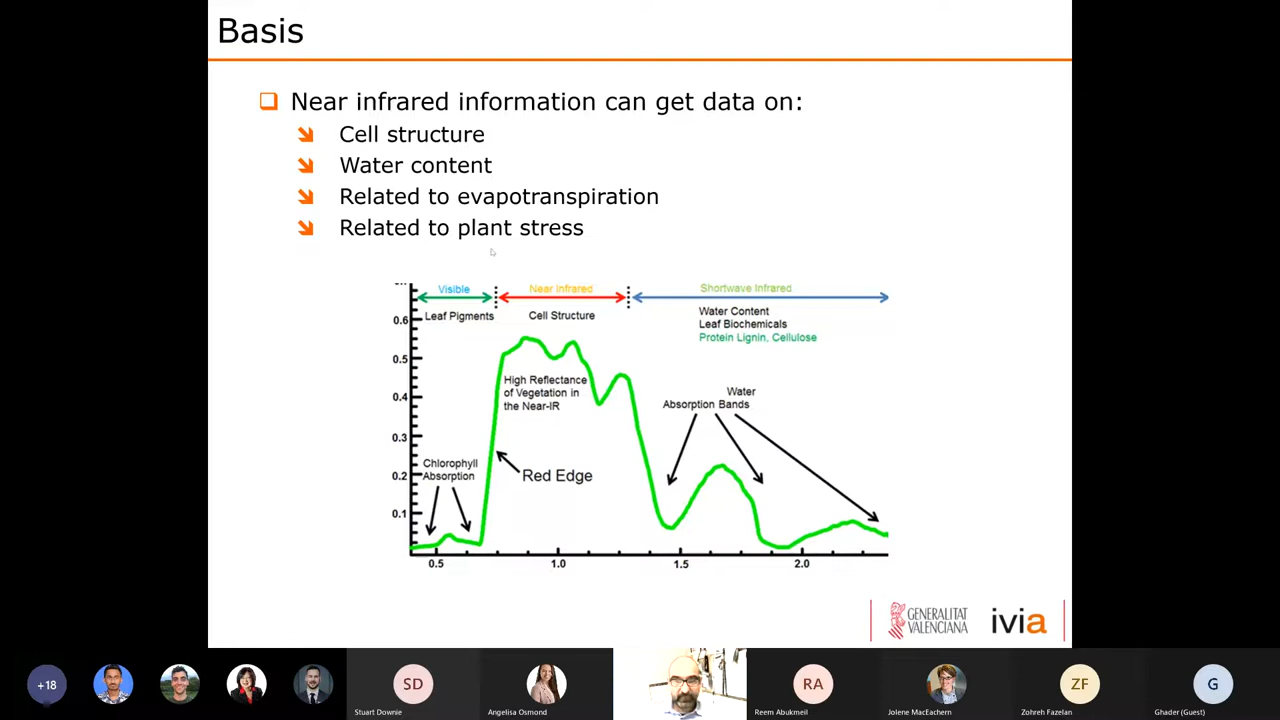 Basis
Near infrared information can get data on:
Cell structure
Water content
Related to evapotranspiration
Related to plant stress
Visible
Near Infrared
Shortwave Infrared
Leaf Pigments
Cell Structure
Water Content
Leaf Biochemicals
Protein Lignin, Cellulose
0.6
0.5
0.4
0.3
0.2
0.1
High Reflectance
of Vegetation in
the Near-IR
Water
Absorption Bands
Chlorophyll
Absorption
Red Edge
0.5
1.0
1.5
2.0
GENERALITAT
VALENCIANA
ivia
+18
SD
RA
ZF
G
Stuart Downie
Angelisa Osmond
Reem Abukmeil
Jolene MacEachern
Zohreh Fazelan
Ghader (Guest)